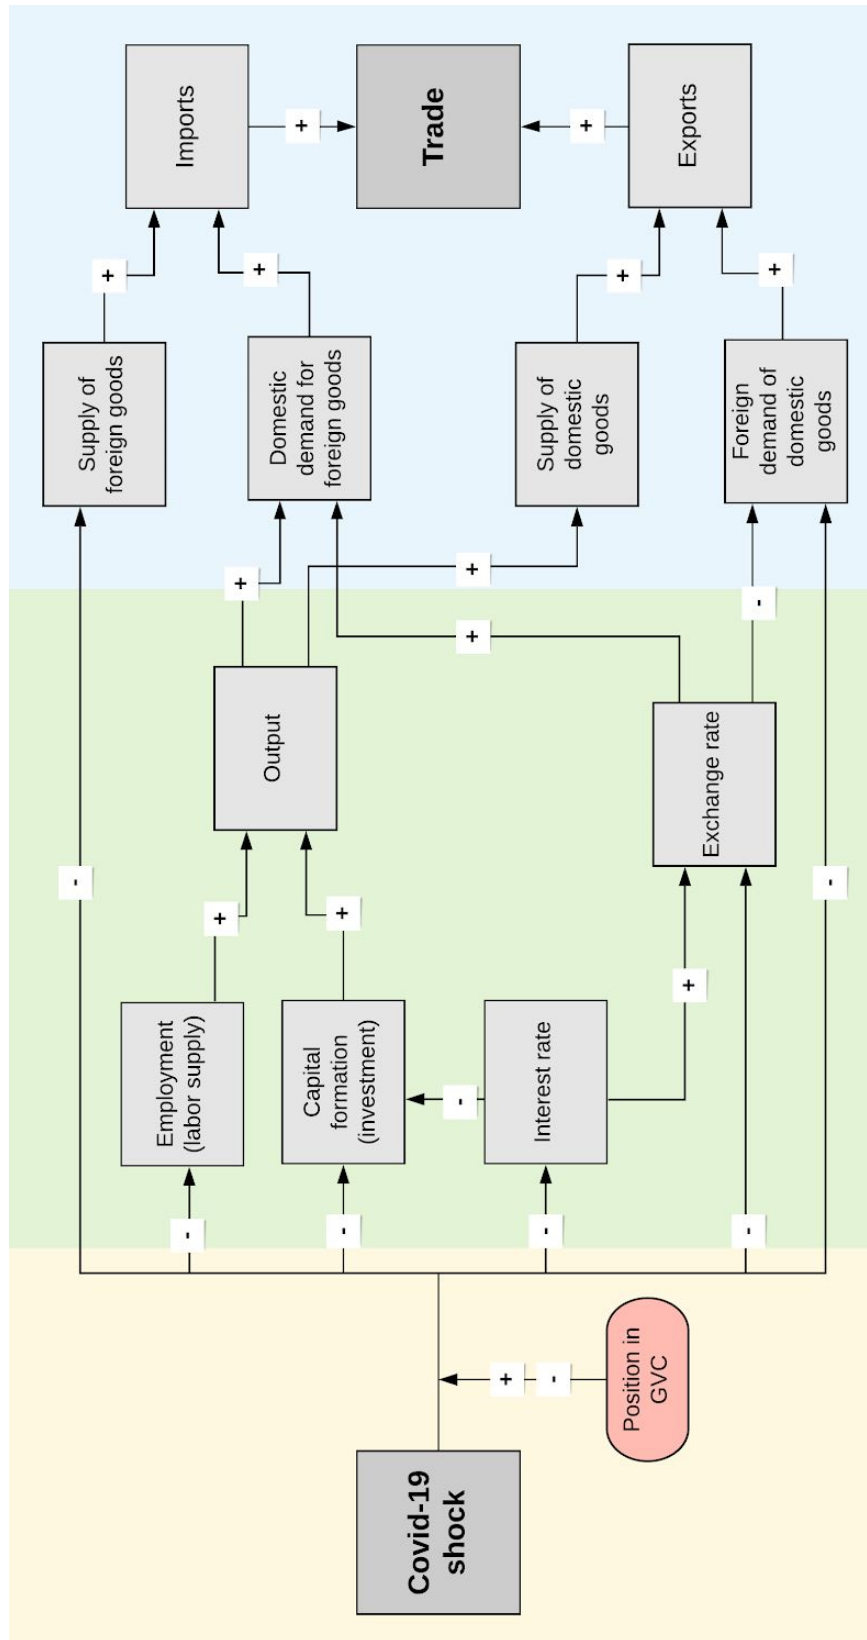 Covid-19
shock
+
-
Position in
GVC
-
-
-
-
-
-
Employment
(labor supply)
Capital
formation
(investment)
-
Interest rate
+
+
+
Output
Exchange rate
+
+
+
-
Supply of
foreign goods
Domestic
demand for
foreign goods
Supply of
domestic
goods
Foreign
demand of
domestic
goods
+
+
+
+
Imports
+
Trade
+
Exports